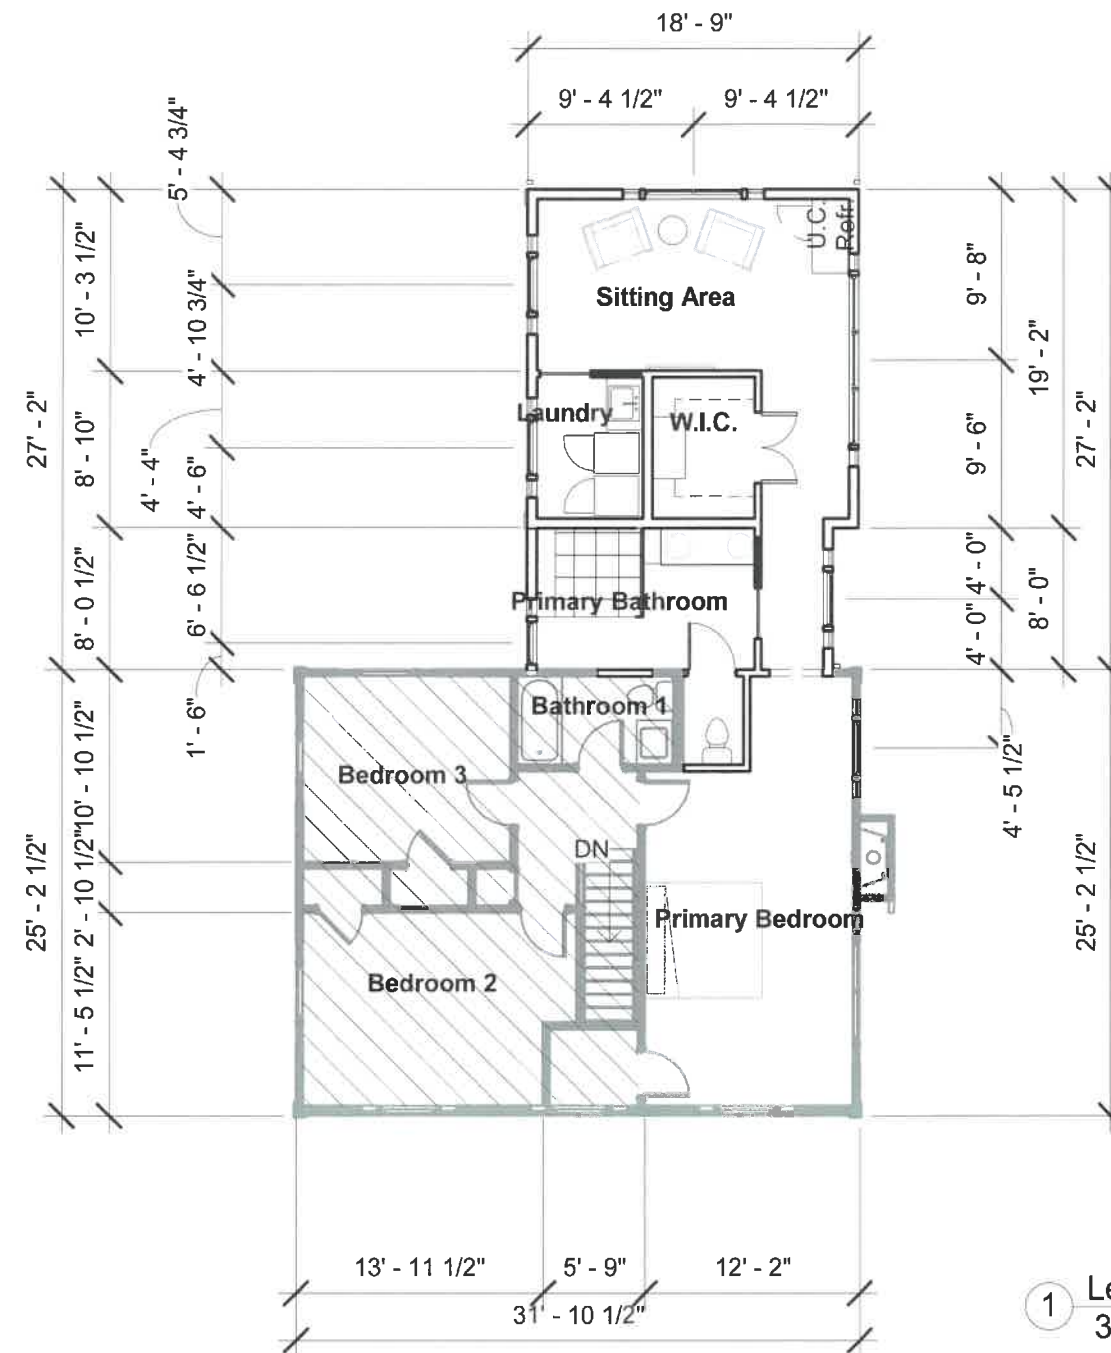 18' - 9"
9' - 4 1/2" 9' - 4 1/2"
5' - 4 3/4"
10' - 3 1/2"
4' - 10 3/4"
27' - 2"
8' - 10"
4' - 4"
4' - 6"
8' - 0 1/2"
6' - 6 1/2"
1' - 6"
U.C.
Refr.
Sitting Area
Laundry
W.I.C.
Primary Bathroom
9' - 8"
19' - 2"
9' - 6"
27' - 2"
4' - 0"
4' - 0"
8' - 0"
4' - 5 1/2"
25' - 2 1/2"
Bathroom 1
Bedroom 3
DN
Primary Bedroom
Bedroom 2
10' - 10 1/2"
2' - 10 1/2"
25' - 2 1/2"
11' - 5 1/2"
13' - 11 1/2" 5' - 9" 12' - 2"
31' - 10 1/2"
1 Le
3